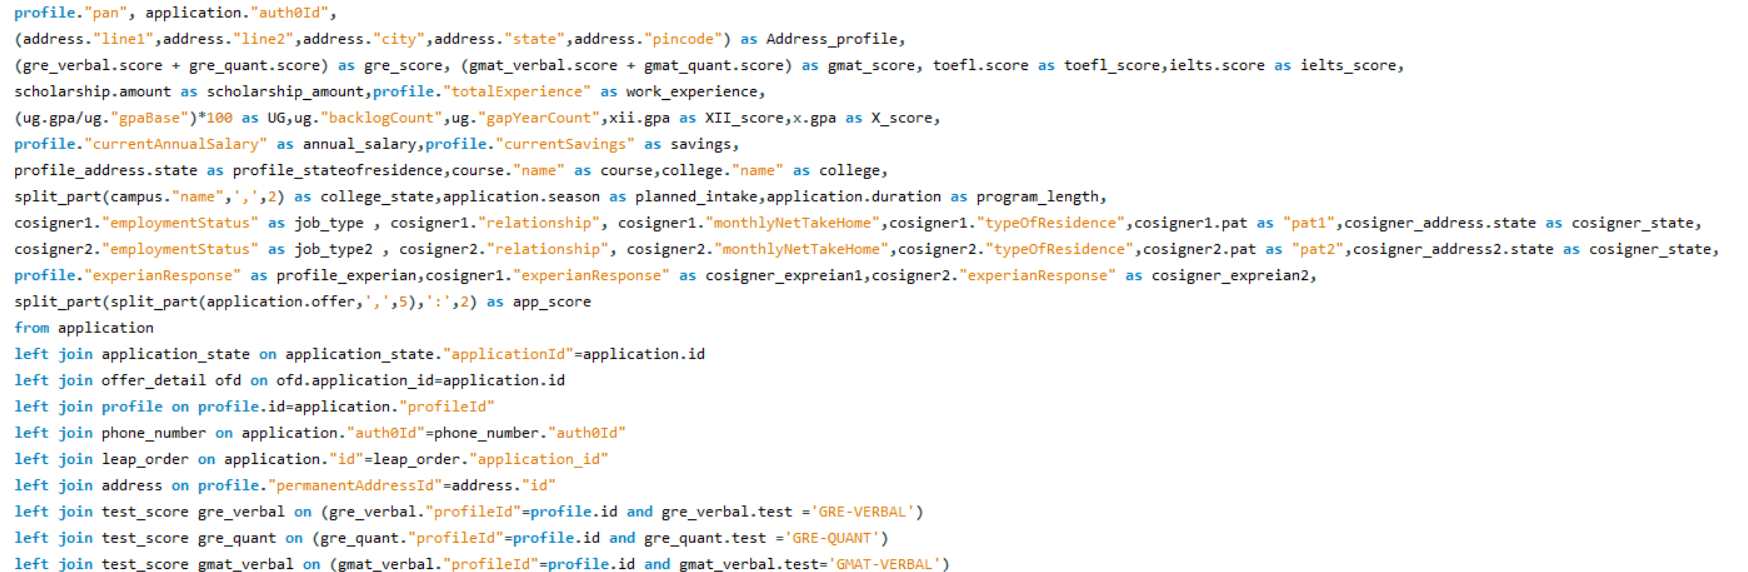 profile."pan", application."auth0Id",
(address."line1",address."line2",address."city",address."state",address."pincode") as Address_profile,
(gre_verbal.score + gre_quant.score) as gre_score, (gmat_verbal.score + gmat_quant.score) as gmat_score, toefl.score as toefl_score,ielts.score as ielts_score,
scholarship.amount as scholarship_amount,profile."totalExperience" as work_experience,
(ug.gpa/ug."gpaBase")*100 as UG,ug."backlogCount",ug."gapYearCount",xii.gpa as XII_score,x.gpa as X_score,
profile."currentAnnualSalary" as annual_salary,profile."currentSavings" as savings,
profile_address.state as profile_stateofresidence,course."name" as course,college."name" as college,
split_part(campus."name",',',2) as college_state,application.season as planned_intake,application.duration as program_length,
cosigner1."employmentStatus" as job_type , cosigner1."relationship", cosigner1."monthlyNetTakeHome",cosigner1."typeOfResidence",cosigner1.pat as "pat1",cosigner_address.state as cosigner_state,
cosigner2."employmentStatus" as job_type2 , cosigner2."relationship", cosigner2."monthlyNetTakeHome",cosigner2."typeOfResidence",cosigner2.pat as "pat2",cosigner_address2.state as cosigner_state,
profile."experianResponse" as profile_experian,cosigner1."experianResponse" as cosigner_expreian1,cosigner2."experianResponse" as cosigner_expreian2,
split_part(split_part(application.offer,',',5),':',2) as app_score
from application
left join application_state on application_state."applicationId"=application.id
left join offer_detail ofd on ofd.application_id=application.id
left join profile on profile.id=application."profileId"
left join phone_number on application."auth0Id"=phone_number."auth0Id"
left join leap_order on application."id"=leap_order."application_id"
left join address on profile."permanentAddressId"=address."id"
left join test_score gre_verbal on (gre_verbal."profileId"=profile.id and gre_verbal.test ='GRE-VERBAL')
left join test_score gre_quant on (gre_quant."profileId"=profile.id and gre_quant.test ='GRE-QUANT')
left join test_score gmat_verbal on (gmat_verbal."profileId"=profile.id and gmat_verbal.test='GMAT-VERBAL')